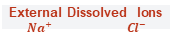 External Dissolved Ions
Na⁺ Cl⁻